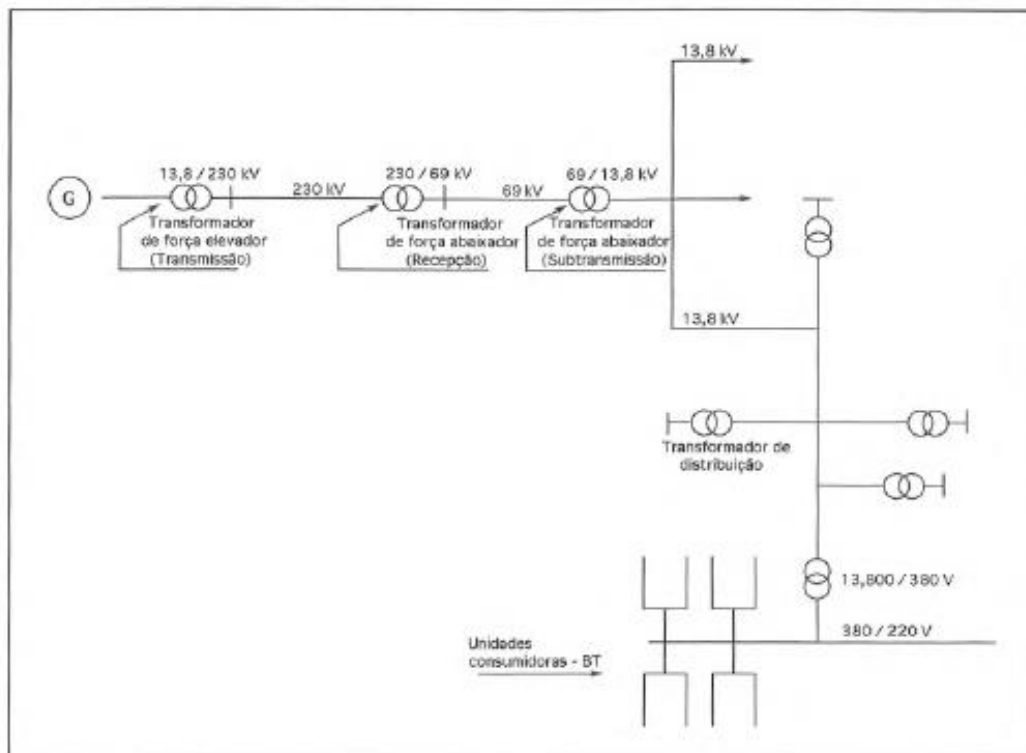 13,8 kV
13,8 / 230 kV
230 / 69 kV
69 / 13,8 kV
G
230 kV
69 kV
Transformador
de força elevador
(Transmissão)
Transformador
de força abaixador
(Recepção)
Transformador
de força abaixador
(Subtransmissão)
13,8 kV
Transformador de
distribuição
13,800 / 380 V
380 / 220 V
Unidades
consumidoras - BT